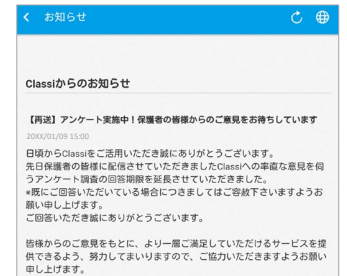 お知らせ
Classiからのお知らせ
【再送】アンケート実施中!保護者の皆様からのご意見をお待ちしています
20XX/01/09 15:00
日頃からClassiをご活用いただき誠にありがとうございます。
先日保護者の皆様に配信させていただきましたClassiへの率直な意見を伺
うアンケート調査の回答期限を延長させていただきました。
*既にご回答いただいている場合につきましてはご容赦下さいますようお
願い申し上げます。
ご回答いただき誠にありがとうございます。
皆様からのご意見をもとに、より一層ご満足していただけるサービスを提
供できるよう、努力してまいりますので、ご協力いただきますようお願い
申し上げます。